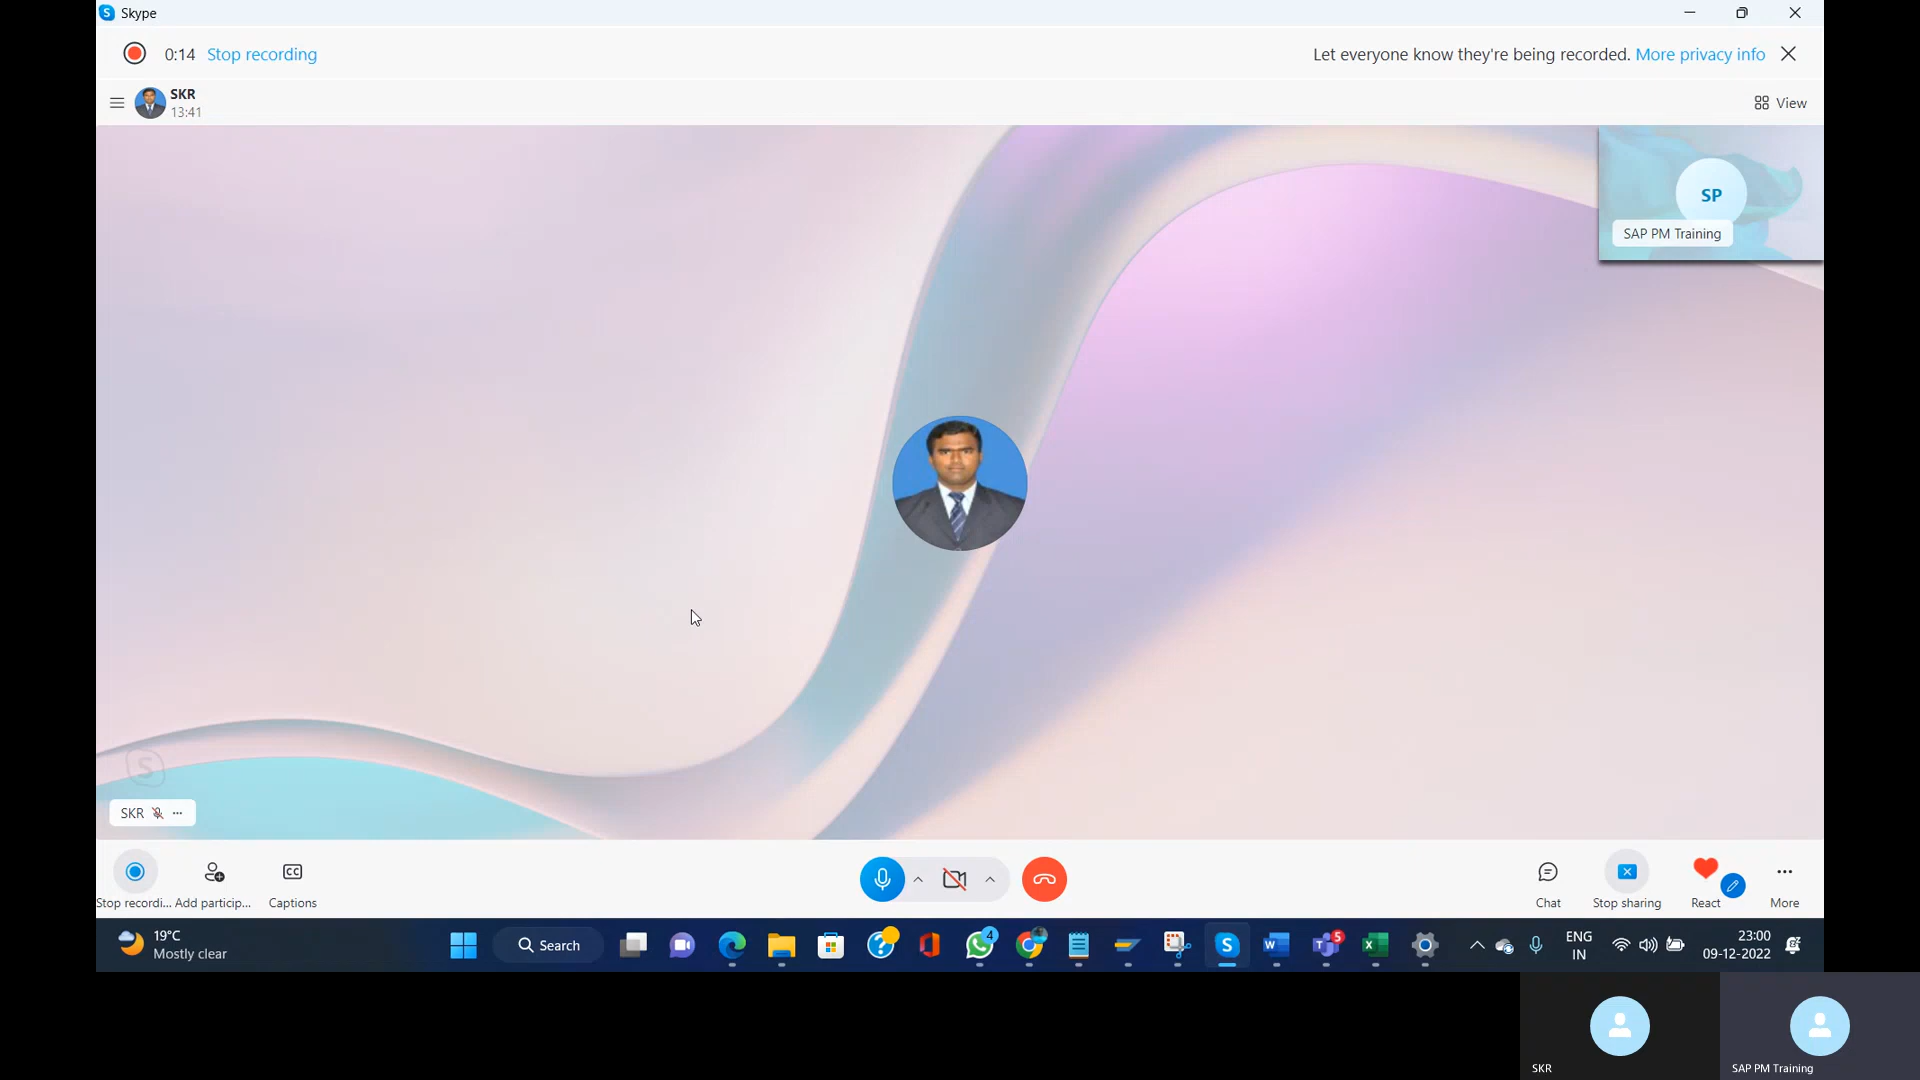 Skype
0:14 Stop recording
Let everyone know they're being recorded. More privacy info
SKR
13:41
View
SP
SAP PM Training
SKR
Stop recordi...
Add particip...
Captions
Chat
Stop sharing
React
More
19°C
Mostly clear
Search
4
5
ENG
IN
23:00
09-12-2022
SKR
SAP PM Training